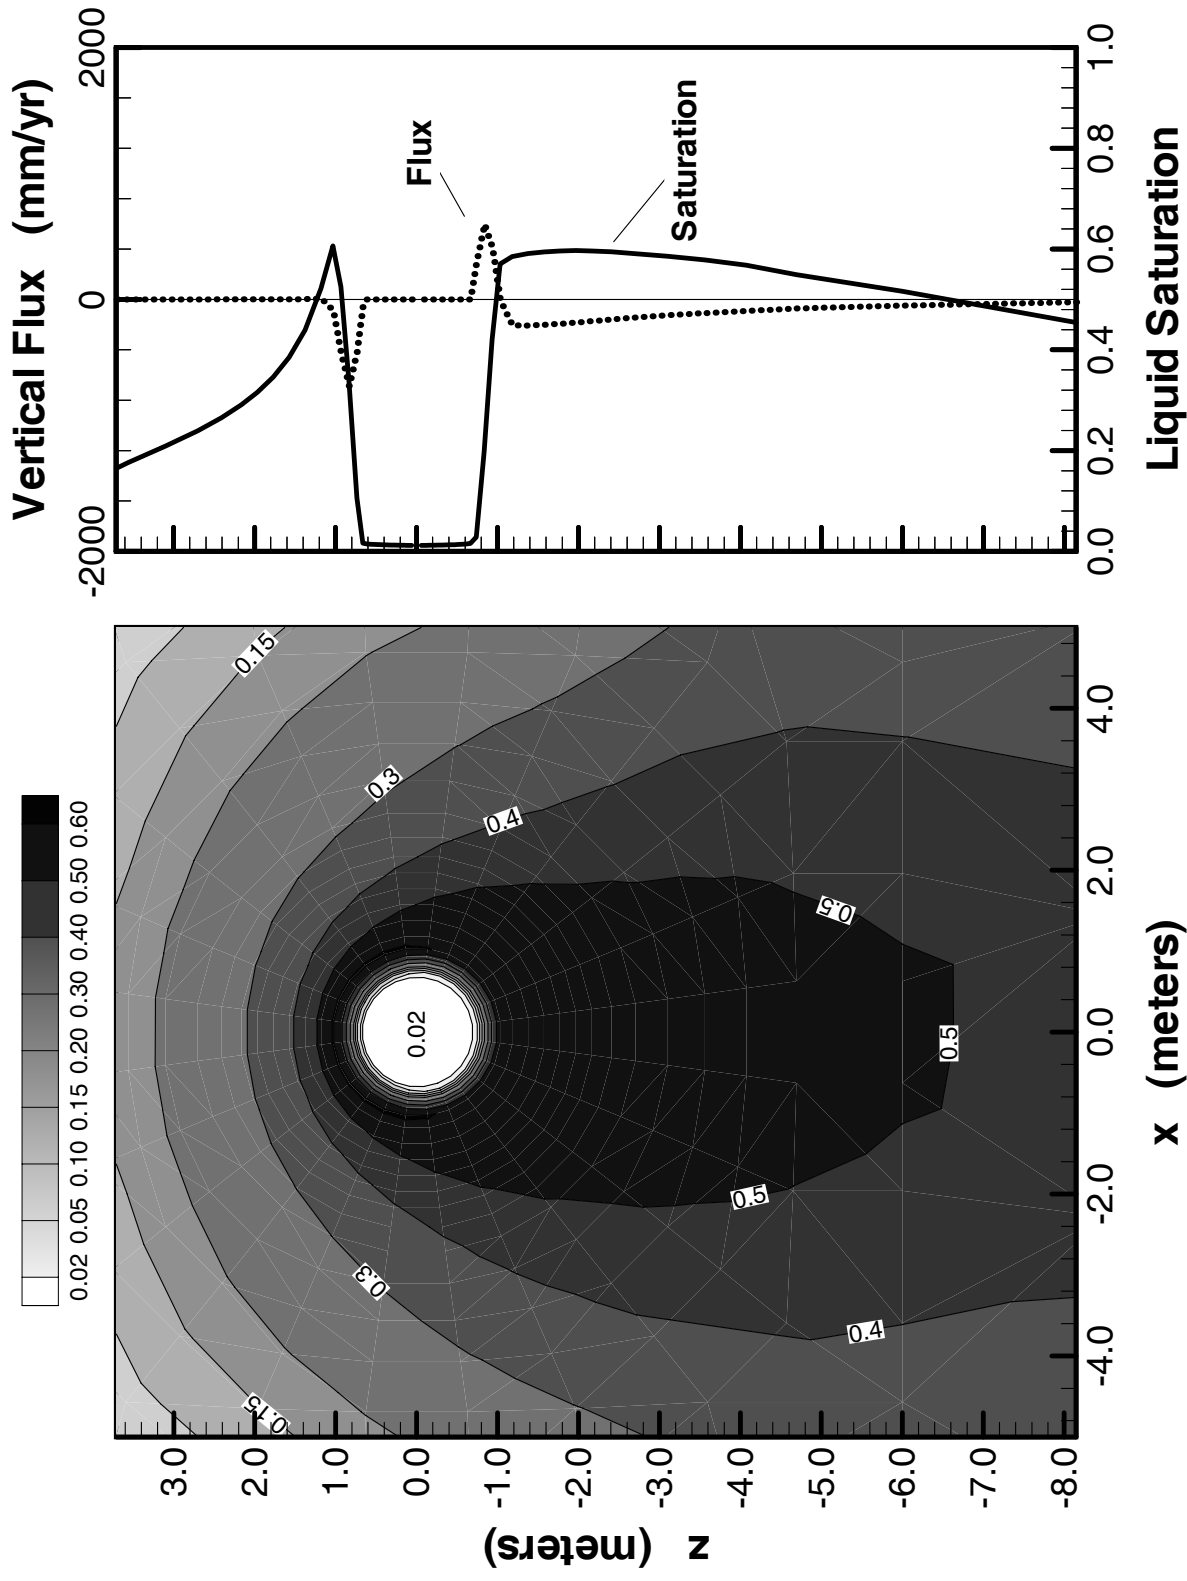 0.02 0.05 0.10 0.15 0.20 0.30 0.40 0.50 0.60
z (meters)
3.0
2.0
1.0
0.0
-1.0
-2.0
-3.0
-4.0
-5.0
-6.0
-7.0
-8.0
0.15
0.15
0.3
0.3
0.4
0.4
0.5
0.5
0.5
0.02
-4.0 -2.0 0.0 2.0 4.0
x (meters)
Vertical Flux (mm/yr)
-2000 0 2000
Flux
Saturation
0.0 0.2 0.4 0.6 0.8 1.0
Liquid Saturation